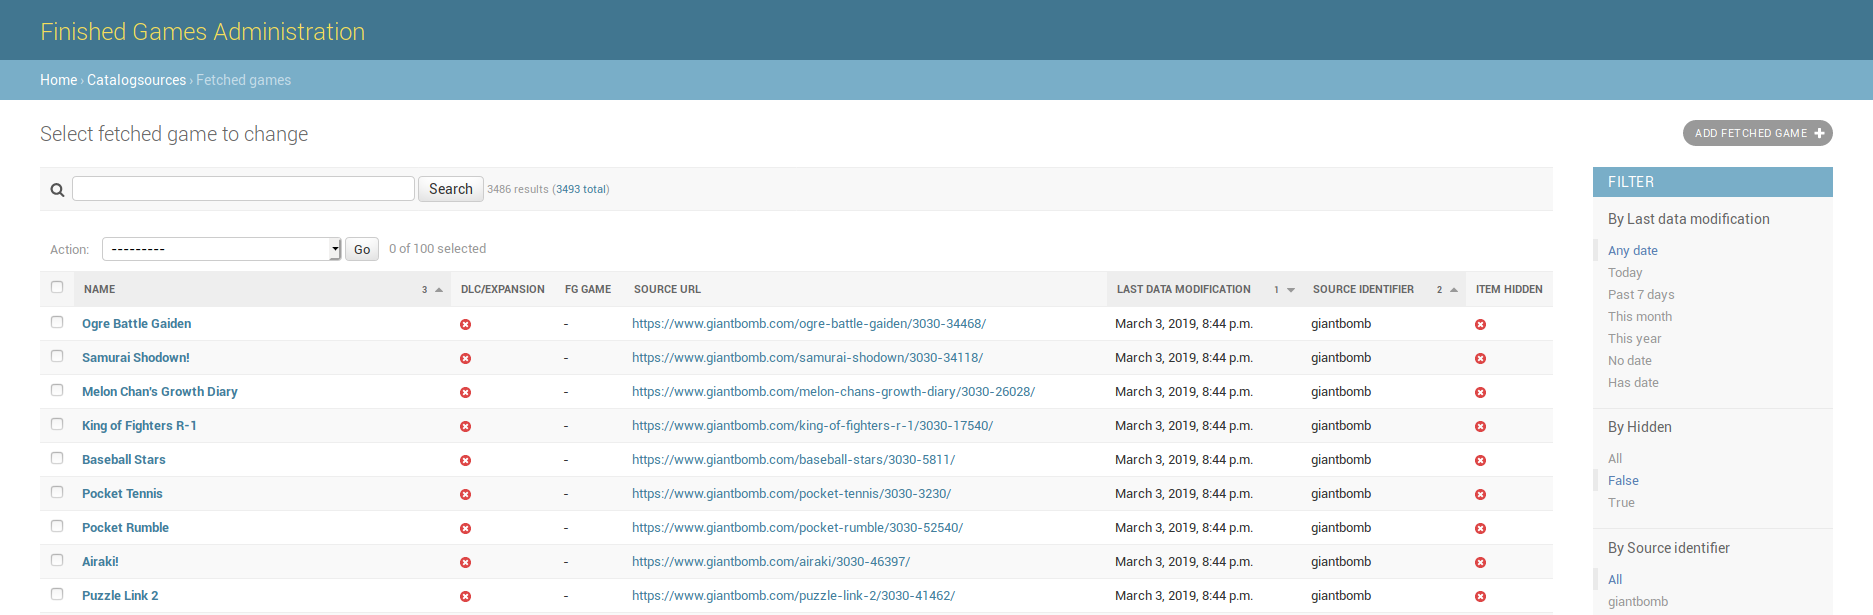 Finished Games Administration
Home › Catalogsources › Fetched games
Select fetched game to change
ADD FETCHED GAME +
Search 3486 results (3493 total)
Action: --------- Go 0 of 100 selected
NAME 3 DLC/EXPANSION FG GAME SOURCE URL LAST DATA MODIFICATION 1 SOURCE IDENTIFIER 2 ITEM HIDDEN
Ogre Battle Gaiden - https://www.giantbomb.com/ogre-battle-gaiden/3030-34468/ March 3, 2019, 8:44 p.m. giantbomb
Samurai Shodown! - https://www.giantbomb.com/samurai-shodown/3030-34118/ March 3, 2019, 8:44 p.m. giantbomb
Melon Chan's Growth Diary - https://www.giantbomb.com/melon-chans-growth-diary/3030-26028/ March 3, 2019, 8:44 p.m. giantbomb
King of Fighters R-1 - https://www.giantbomb.com/king-of-fighters-r-1/3030-17540/ March 3, 2019, 8:44 p.m. giantbomb
Baseball Stars - https://www.giantbomb.com/baseball-stars/3030-5811/ March 3, 2019, 8:44 p.m. giantbomb
Pocket Tennis - https://www.giantbomb.com/pocket-tennis/3030-3230/ March 3, 2019, 8:44 p.m. giantbomb
Pocket Rumble - https://www.giantbomb.com/pocket-rumble/3030-52540/ March 3, 2019, 8:44 p.m. giantbomb
Airaki! - https://www.giantbomb.com/airaki/3030-46397/ March 3, 2019, 8:44 p.m. giantbomb
Puzzle Link 2 - https://www.giantbomb.com/puzzle-link-2/3030-41462/ March 3, 2019, 8:44 p.m. giantbomb
FILTER
By Last data modification
Any date
Today
Past 7 days
This month
This year
No date
Has date
By Hidden
All
False
True
By Source identifier
All
giantbomb